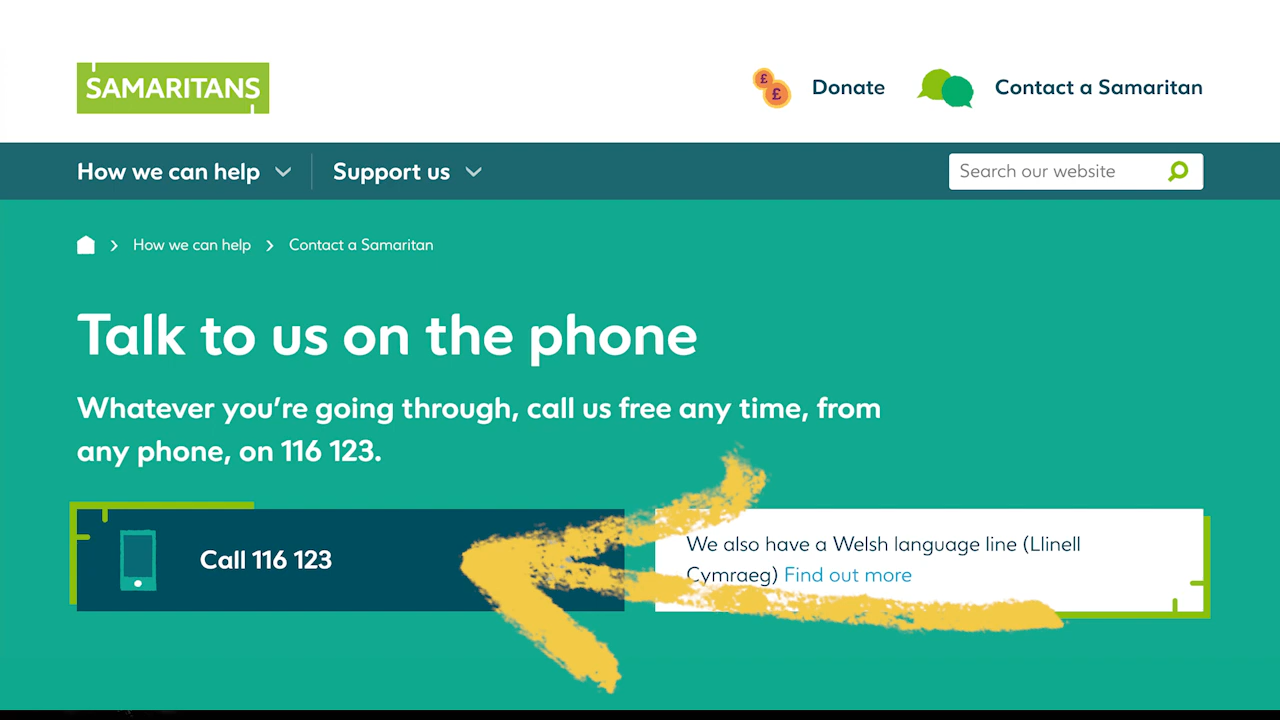 SAMARITANS
Donate
Contact a Samaritan
How we can help
Support us
Search our website
How we can help
Contact a Samaritan
Talk to us on the phone
Whatever you're going through, call us free any time, from
any phone, on 116 123.
Call 116 123
We also have a Welsh language line (Llinell
Cymraeg) Find out more